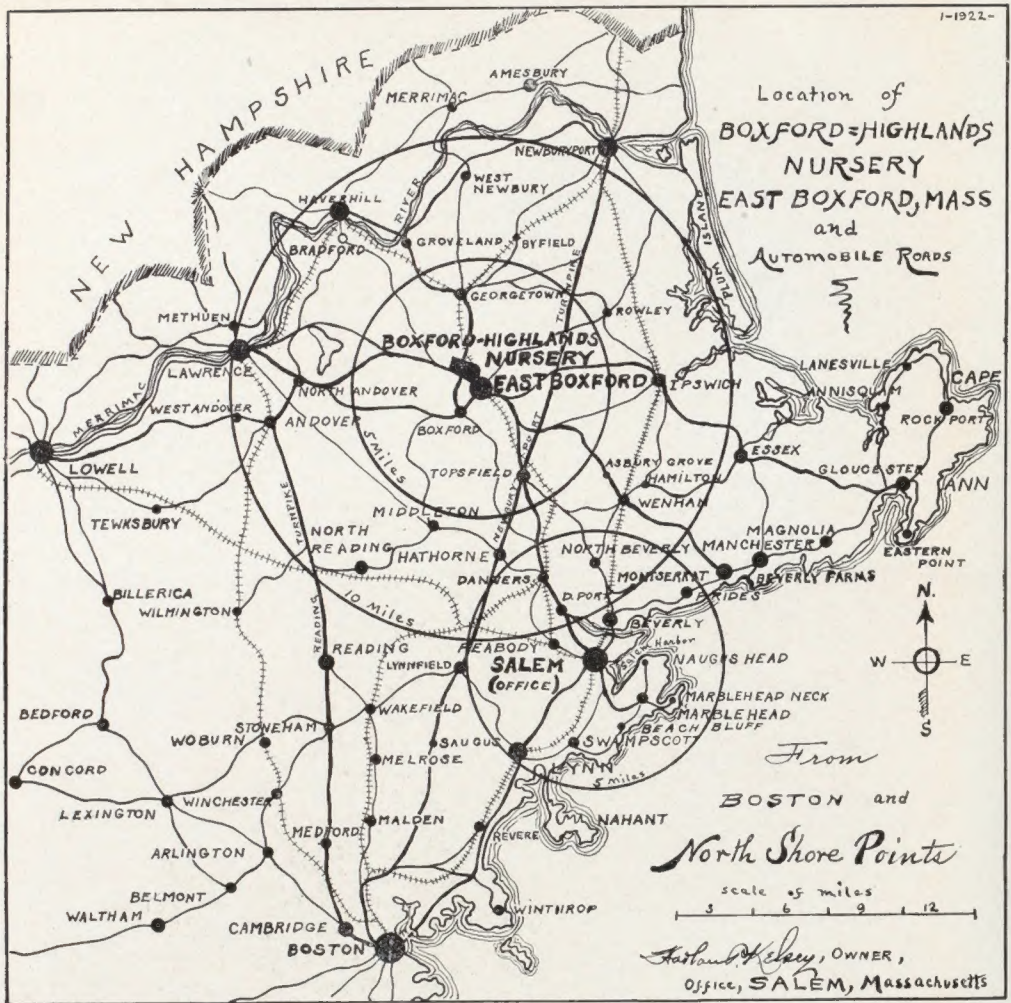 1-1922-
Location of
BOXFORD=HIGHLANDS
NURSERY
EAST BOXFORD, MASS
and
AUTOMOBILE ROADS
NEW HAMPSHIRE
AMESBURY
MERRIMAC
NEWBURYPORT
WEST
NEWBURY
HAVERHILL
RIVER
BRADFORD
GROVELAND
BYFIELD
PLUM ISLAND
GEORGETOWN
TURNPIKE
ROWLEY
METHUEN
BOXFORD-HIGHLANDS
NURSERY
EAST BOXFORD
LAWRENCE
NORTH ANDOVER
IPSWICH
LANESVILLE
ANNISQUAM
CAPE
ROCKPORT
MERRIMAC
WEST ANDOVER
ANDOVER
BOXFORD
5 Miles
PORT
LOWELL
TOPSFIELD
ASBURY GROVE
HAMILTON
WENHAM
ESSEX
GLOUCESTER
ANN
TEWKSBURY
MIDDLETON
NEWBURY
TURNPIKE
NORTH
READING
HATHORNE
NORTH BEVERLY
MAGNOLIA
MANCHESTER
EASTERN
POINT
DANVERS
MONTSERRAT
BEVERLY FARMS
BILLERICA
WILMINGTON
10 Miles
D. PORT
PRIDES
BEVERLY
N.
READING
READING
LYNNFIELD
PEABODY
SALEM
(OFFICE)
Salem Harbor
NAUGUS HEAD
W
E
S
MARBLEHEAD NECK
MARBLEHEAD
BEACH BLUFF
BEDFORD
STONEHAM
WAKEFIELD
WOBURN
SAUGUS
SWAMPSCOTT
MELROSE
LYNN
5 miles
CONCORD
LEXINGTON
WINCHESTER
From
BOSTON and
North Shore Points
MEDFORD
MALDEN
REVERE
NAHANT
ARLINGTON
BELMONT
WALTHAM
CAMBRIDGE
BOSTON
WINTHROP
scale of miles
3 6 9 12
Harlan P. Kelsey, OWNER,
Office, SALEM, Massachusetts